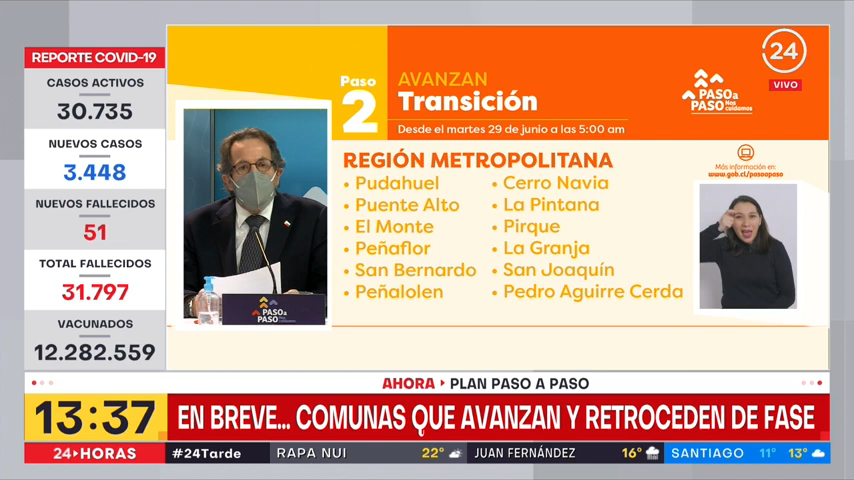 REPORTE COVID-19
CASOS ACTIVOS
30.735
NUEVOS CASOS
3.448
NUEVOS FALLECIDOS
51
TOTAL FALLECIDOS
31.797
VACUNADOS
12.282.559
Paso
2
AVANZAN
Transición
Desde el martes 29 de junio a las 5:00 am
PASO a
PASO Nos
cuidamos
24
VIVO
REGIÓN METROPOLITANA
• Pudahuel
• Puente Alto
• El Monte
• Peñaflor
• San Bernardo
• Peñalolen
• Cerro Navia
• La Pintana
• Pirque
• La Granja
• San Joaquín
• Pedro Aguirre Cerda
Más información en:
www.gob.cl/pasoapaso
PASO a
PASO
AHORA PLAN PASO A PASO
13:37
EN BREVE... COMUNAS QUE AVANZAN Y RETROCEDEN DE FASE
24 HORAS
#24Tarde
RAPA NUI 22°
JUAN FERNÁNDEZ 16°
SANTIAGO 11° 13°